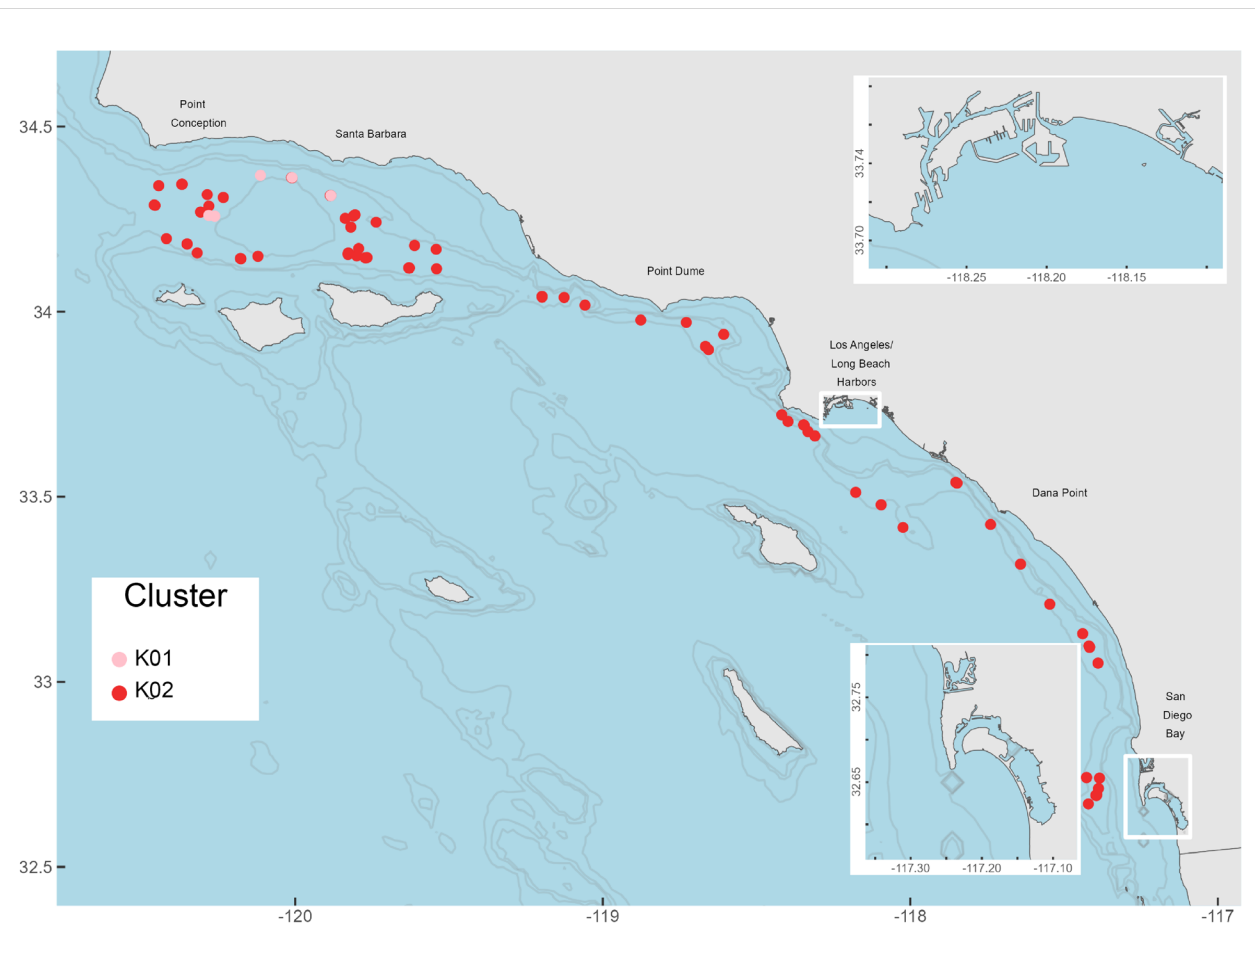 Point
Conception
Santa Barbara
Point Dume
Los Angeles/
Long Beach
Harbors
Dana Point
San
Diego
Bay
34.5
34
33.5
33
32.5
-120
-119
-118
-117
33.74
33.70
-118.25
-118.20
-118.15
32.75
32.65
-117.30
-117.20
-117.10
Cluster
K01
K02